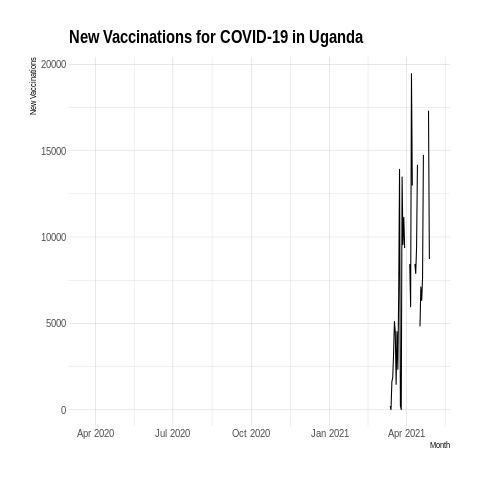 New Vaccinations for COVID-19 in Uganda
New Vaccinations
20000
15000
10000
5000
0
Apr 2020 Jul 2020 Oct 2020 Jan 2021 Apr 2021
Month